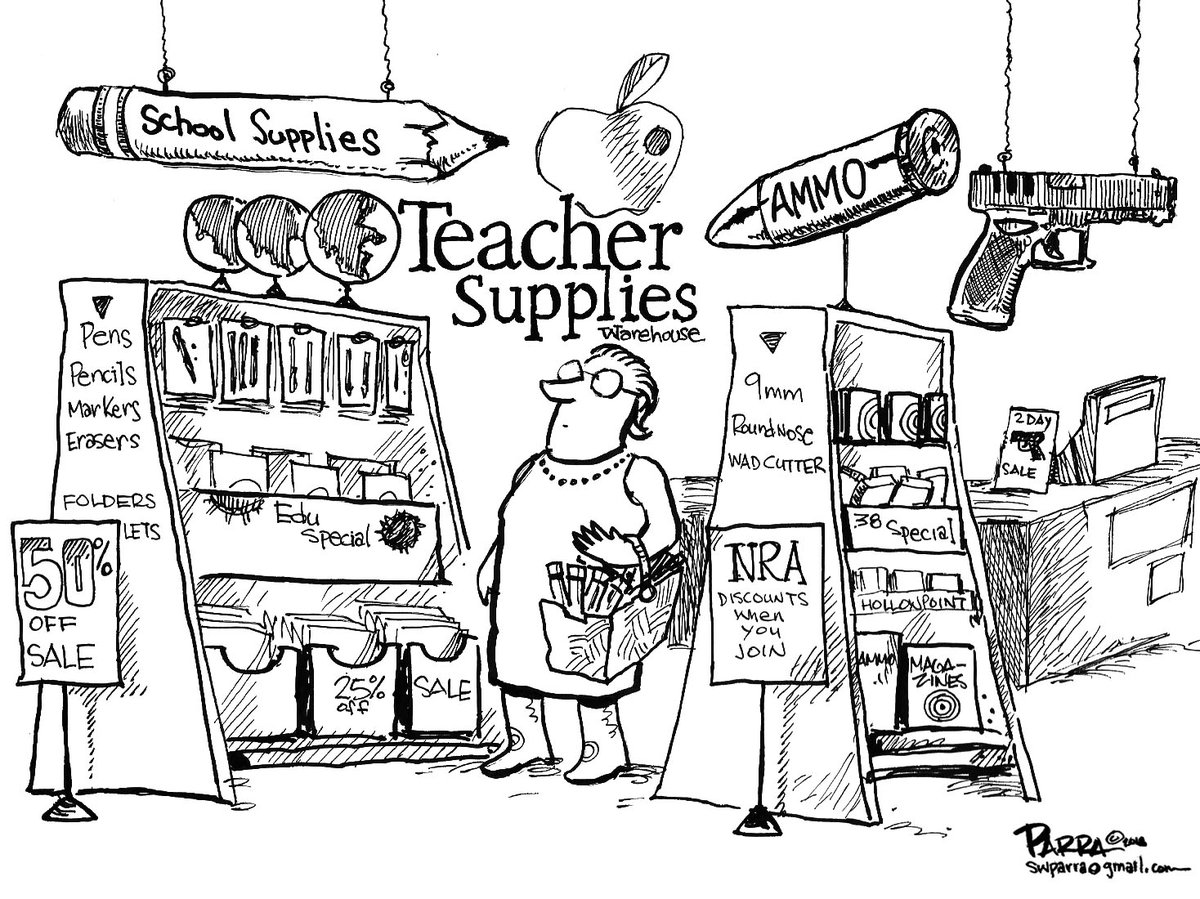 School Supplies
Teacher
Supplies
Warehouse
AMMO
Pens
Pencils
Markers
Erasers
FOLDERS
LETS
50%
OFF
SALE
Edu
Special
25%
off
SALE
9mm
Round Nose
WAD CUTTER
NRA
DISCOUNTS
When
you
JOIN
38 Special
HOLLOWPOINT
AMMO
!!
MAGA-
ZINES
2 DAY
SALE
PARRA © 2018
swparra@gmail.com